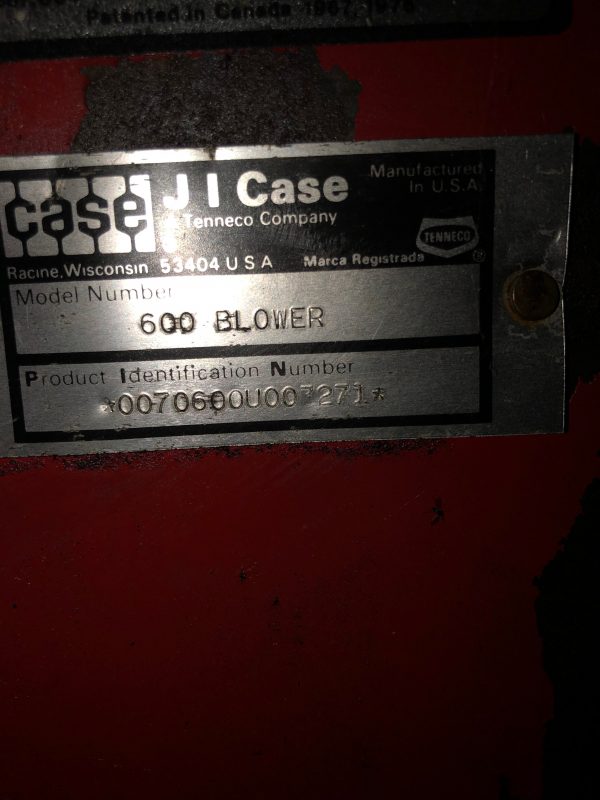 Patented in Canada 1967, 1978
case
J I Case
A Tenneco Company
Manufactured
In U.S.A.
TENNECO
Racine, Wisconsin 53404 U S A Marca Registrada ®
Model Number
600 BLOWER
Product Identification Number
*0070600U007271*